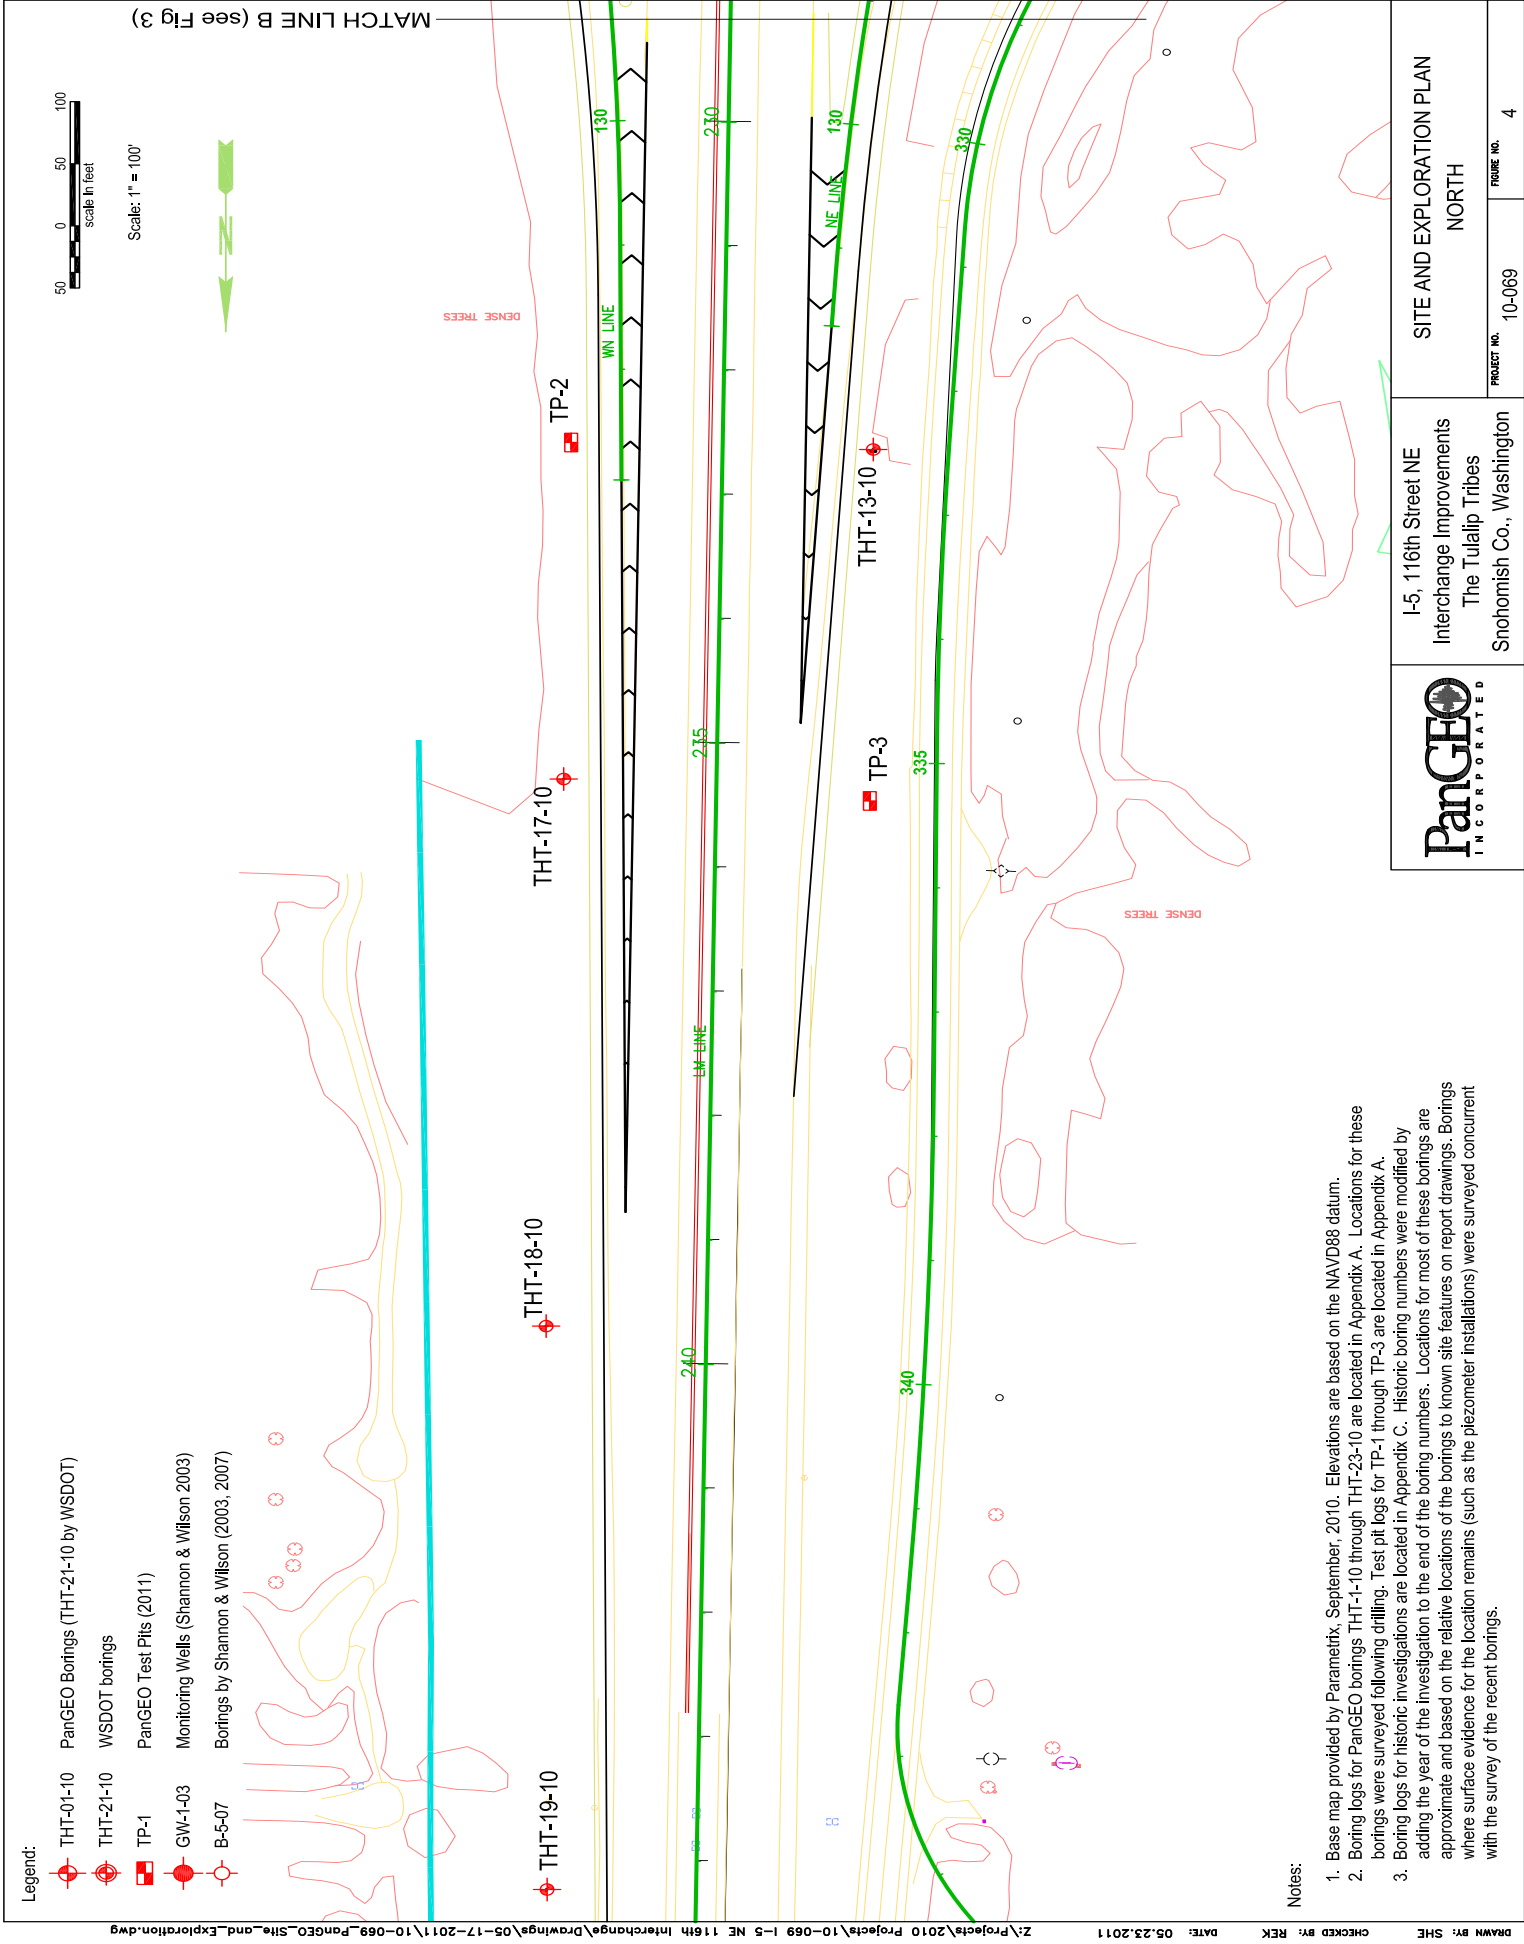 MATCH LINE B (see Fig 3)
50 0 50 100
scale in feet
Scale: 1" = 100'
N
Legend:
THT-01-10 PanGEO Borings (THT-21-10 by WSDOT)
THT-21-10 WSDOT borings
TP-1 PanGEO Test Pits (2011)
GW-1-03 Monitoring Wells (Shannon & Wilson 2003)
B-5-07 Borings by Shannon & Wilson (2003, 2007)
DENSE TREES
TP-2
THT-17-10
THT-18-10
THT-19-10
WN LINE
130
230
235
240
LM LINE
130
NE LINE
THT-13-10
TP-3
330
335
340
DENSE TREES
Notes:
1. Base map provided by Parametrix, September, 2010. Elevations are based on the NAVD88 datum.
2. Boring logs for PanGEO borings THT-1-10 through THT-23-10 are located in Appendix A. Locations for these
borings were surveyed following drilling. Test pit logs for TP-1 through TP-3 are located in Appendix A.
3. Boring logs for historic investigations are located in Appendix C. Historic boring numbers were modified by
adding the year of the investigation to the end of the boring numbers. Locations for most of these borings are
approximate and based on the relative locations of the borings to known site features on report drawings. Borings
where surface evidence for the location remains (such as the piezometer installations) were surveyed concurrent
with the survey of the recent borings.
PanGEO
INCORPORATED
I-5, 116th Street NE
Interchange Improvements
The Tulalip Tribes
Snohomish Co., Washington
SITE AND EXPLORATION PLAN
NORTH
PROJECT NO. 10-069
FIGURE NO. 4
Z:\Projects\2010 Projects\10-069 I-5 NE 116th Interchange\Drawings\05-17-2011\10-069_PanGEO_Site_and_Exploration.dwg
DATE: 05.23.2011
CHECKED BY: REK
DRAWN BY: SHE